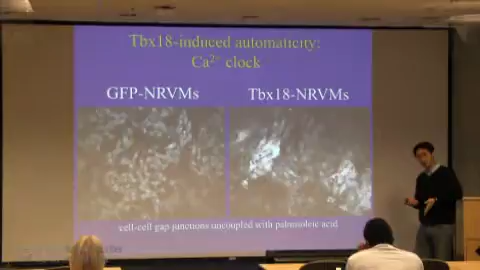 Tbx18-induced automaticity:
Ca²⁺ clock
GFP-NRVMs
Tbx18-NRVMs
cell-cell gap junctions uncoupled with palmitoleic acid